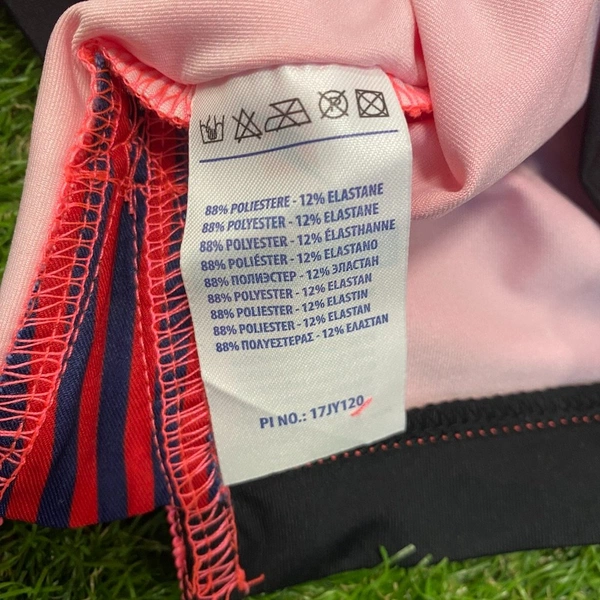 88% POLIESTERE - 12% ELASTANE
88% POLYESTER - 12% ELASTANE
88% POLYESTER - 12% ÉLASTHANNE
88% POLIÉSTER - 12% ELASTANO
88% ПОЛИЭСТЕР - 12% ЭЛАСТАН
88% POLYESTER - 12% ELASTAN
88% POLIESTER - 12% ELASTIN
88% POLIESTER - 12% ELASTAN
88% ΠΟΛΥΕΣΤΕΡΑΣ - 12% ΕΛΑΣΤΑΝ
PI NO.: 17JY120